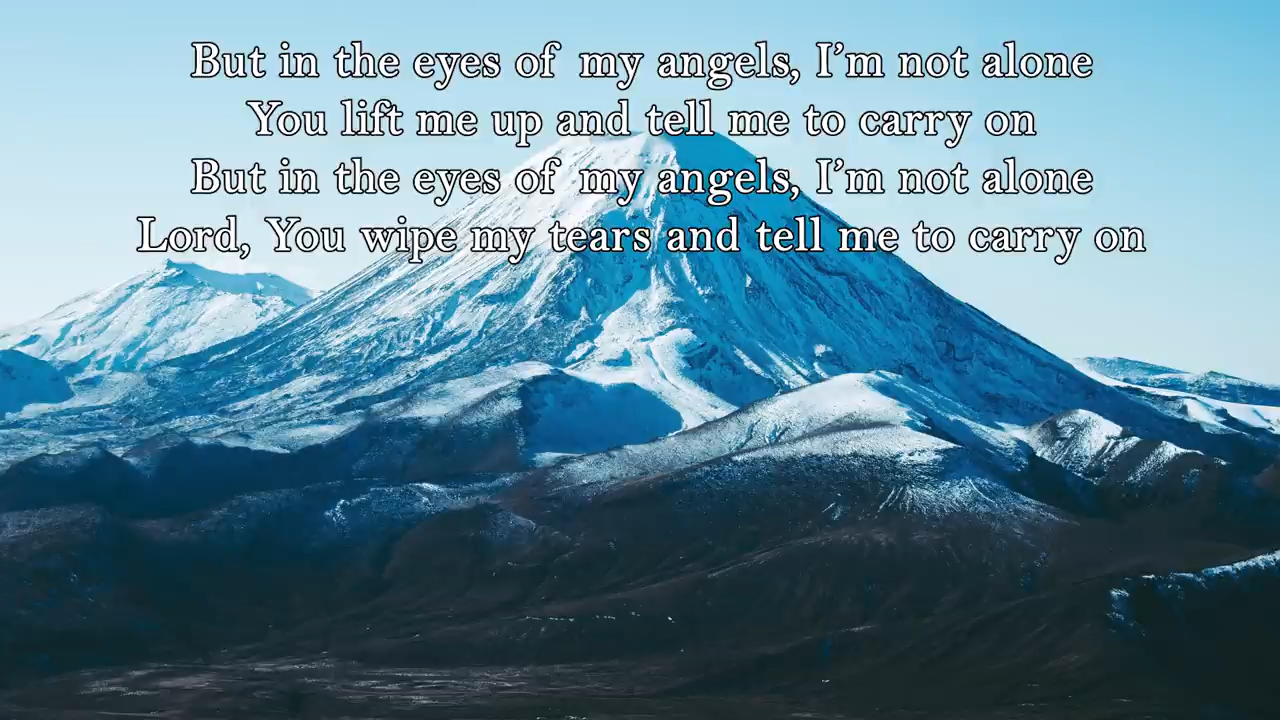 But in the eyes of my angels, I’m not alone
You lift me up and tell me to carry on
But in the eyes of my angels, I’m not alone
Lord, You wipe my tears and tell me to carry on